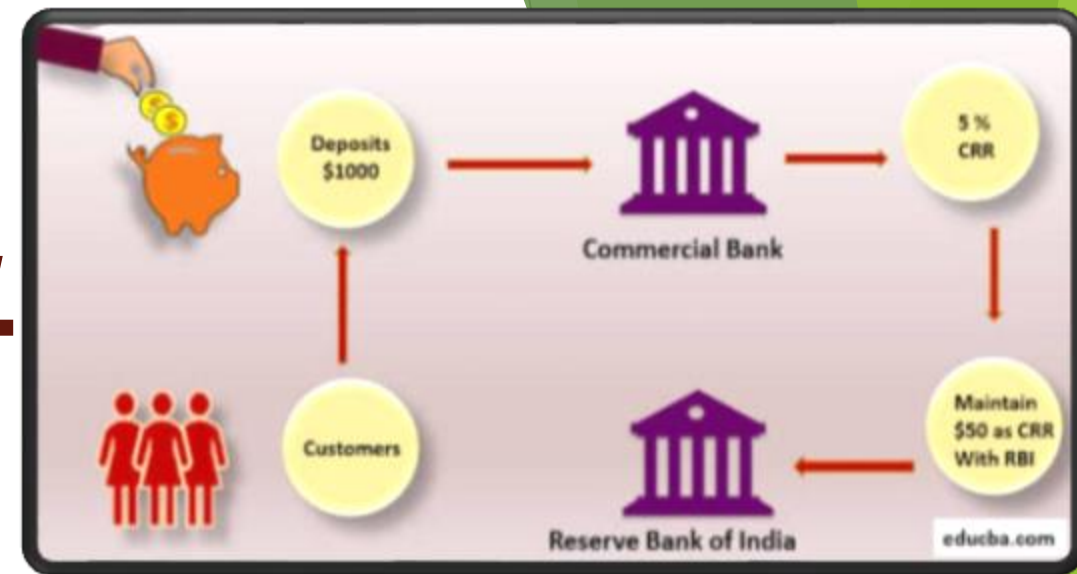 Deposits
$1000
Commercial Bank
5 %
CRR
Customers
Reserve Bank of India
Maintain
$50 as CRR
With RBI
educba.com